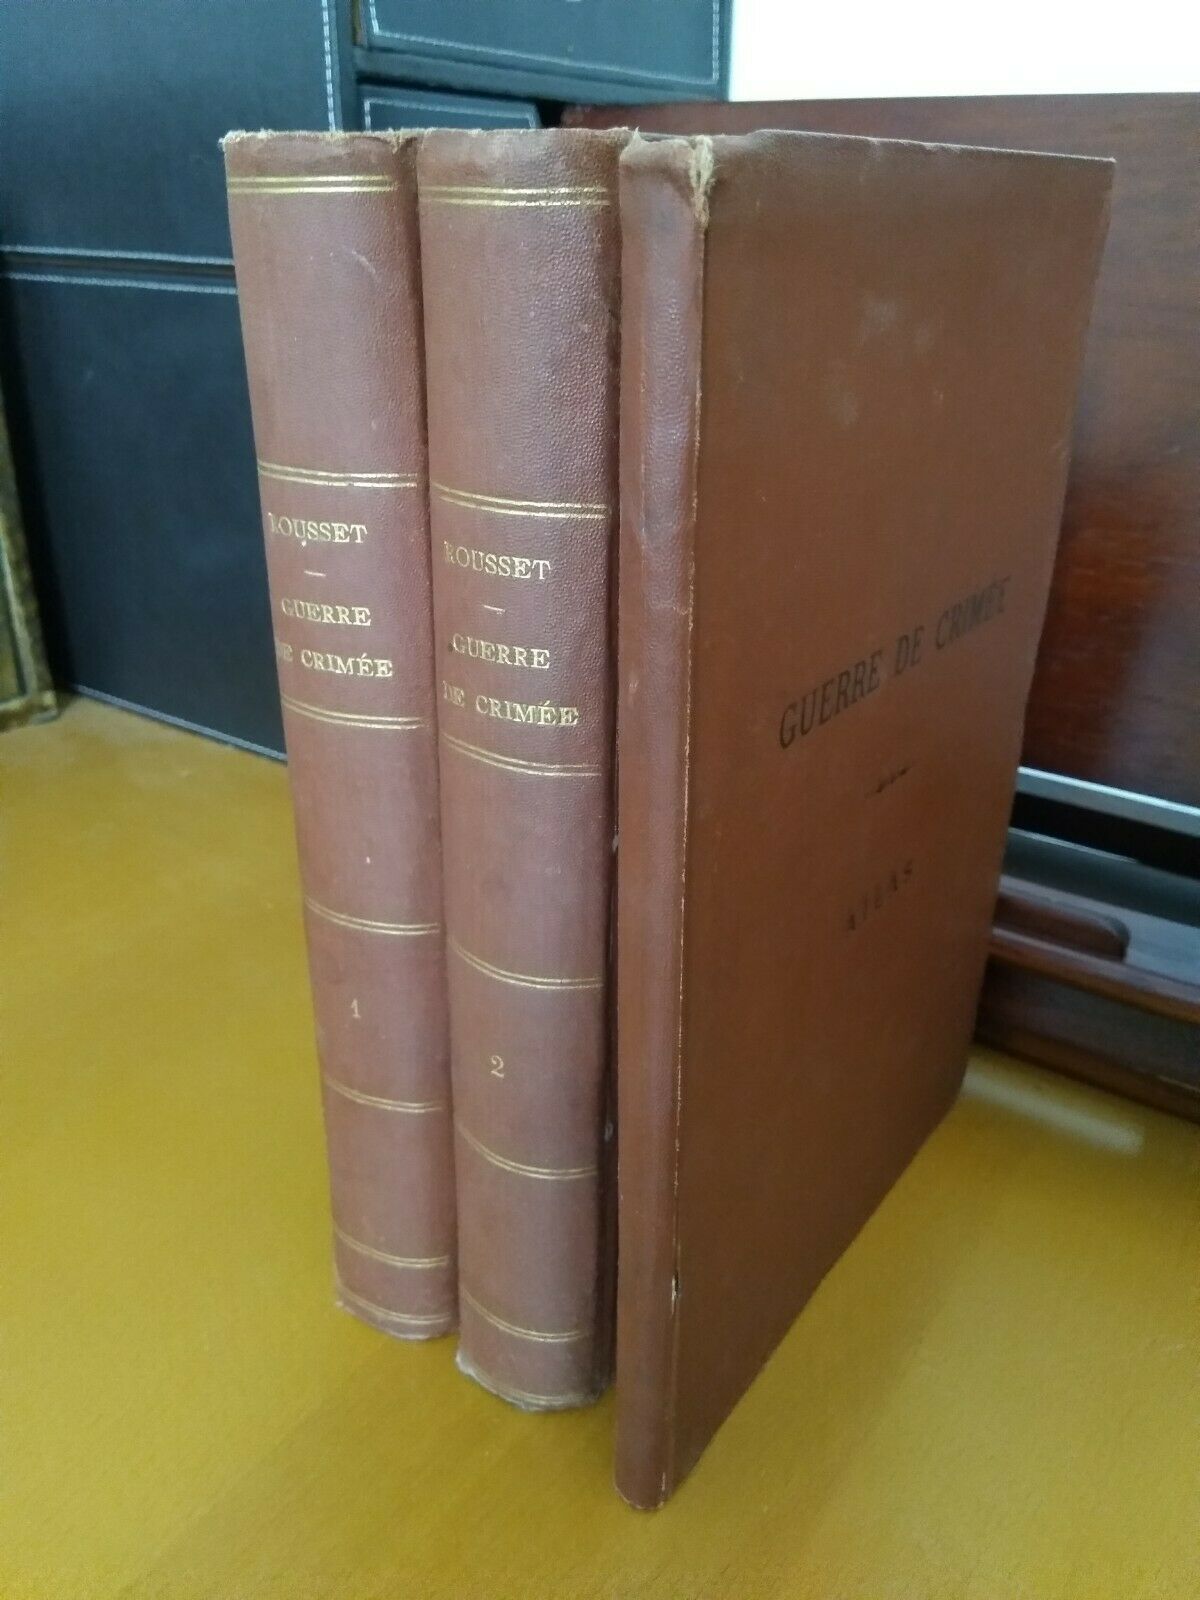 ROUSSET
GUERRE
DE CRIMÉE
1
ROUSSET
GUERRE
DE CRIMÉE
2
GUERRE DE CRIMÉE
ATLAS